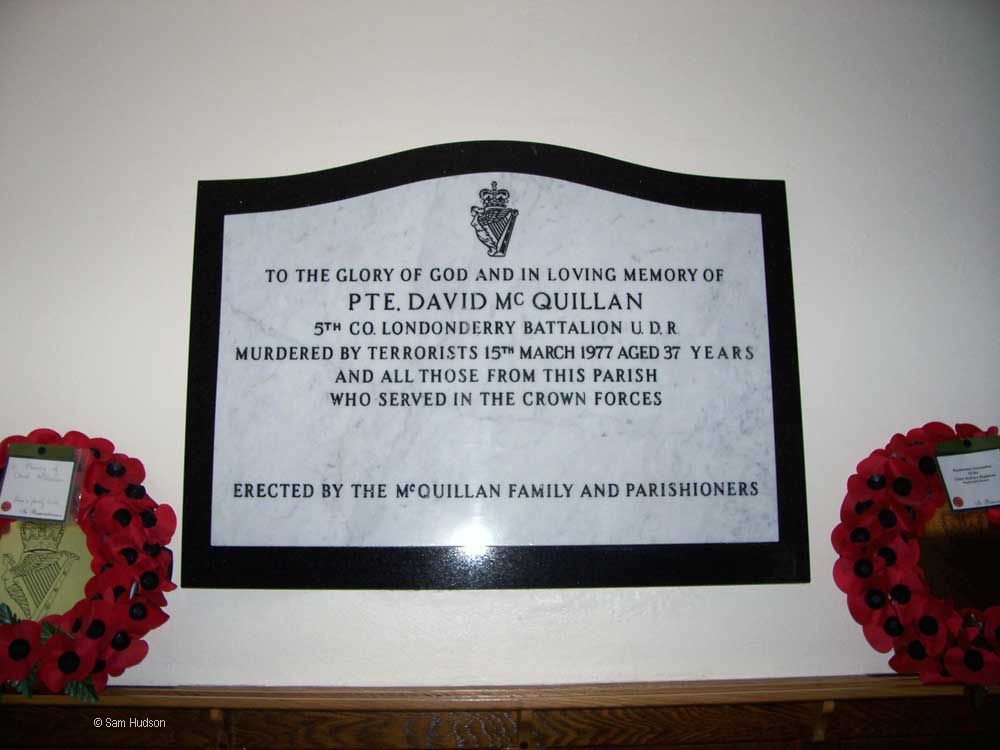 TO THE GLORY OF GOD AND IN LOVING MEMORY OF
PTE. DAVID Mc QUILLAN
5TH CO. LONDONDERRY BATTALION U.D.R.
MURDERED BY TERRORISTS 15TH MARCH 1977 AGED 37 YEARS
AND ALL THOSE FROM THIS PARISH
WHO SERVED IN THE CROWN FORCES
ERECTED BY THE McQUILLAN FAMILY AND PARISHIONERS
© Sam Hudson